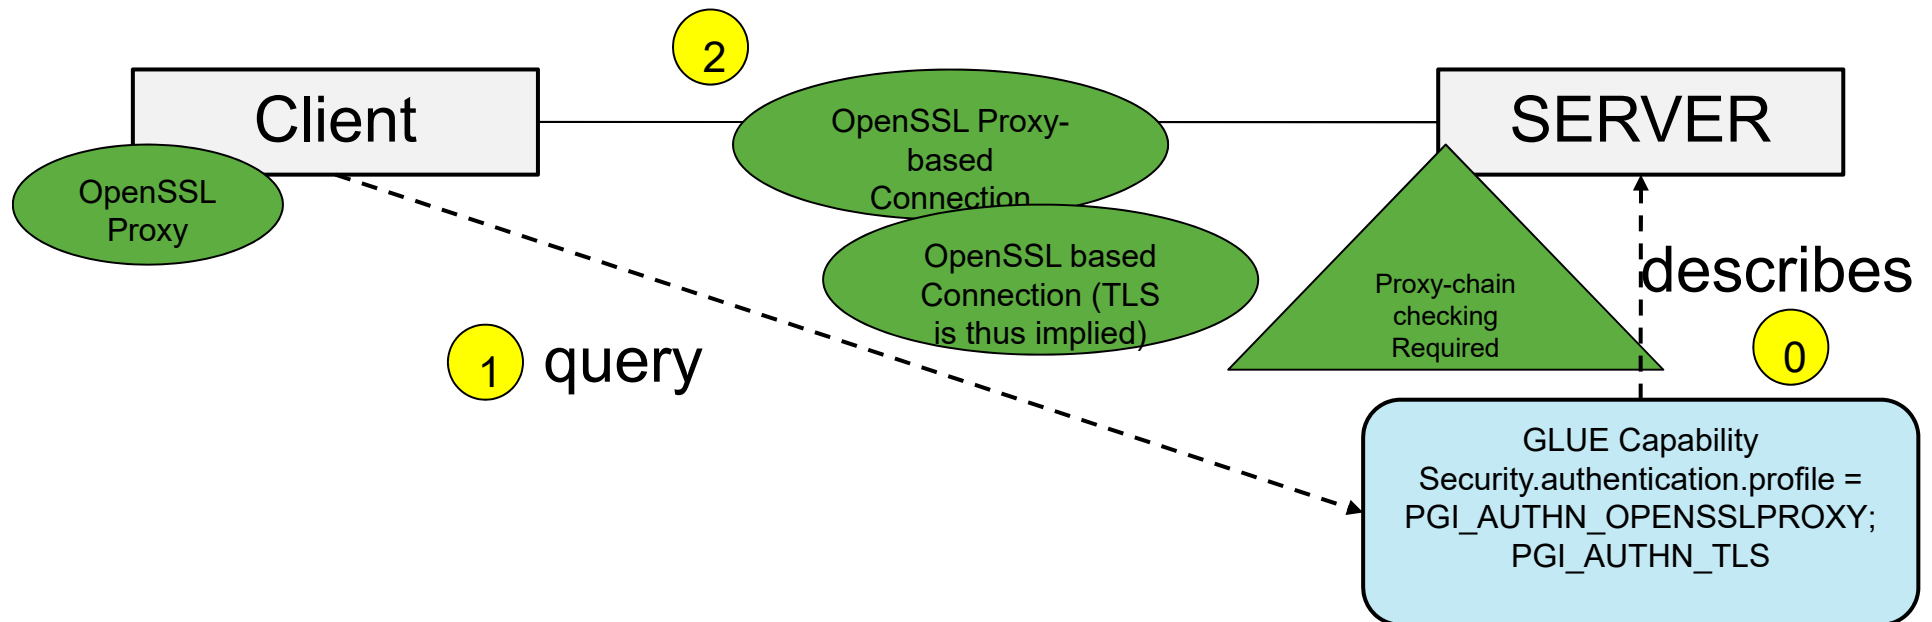 2
Client
SERVER
OpenSSL Proxy-
based
Connection
OpenSSL
Proxy
OpenSSL based
Connection (TLS
is thus implied)
Proxy-chain
checking
Required
describes
0
1
query
GLUE Capability
Security.authentication.profile =
PGI_AUTHN_OPENSSLPROXY;
PGI_AUTHN_TLS